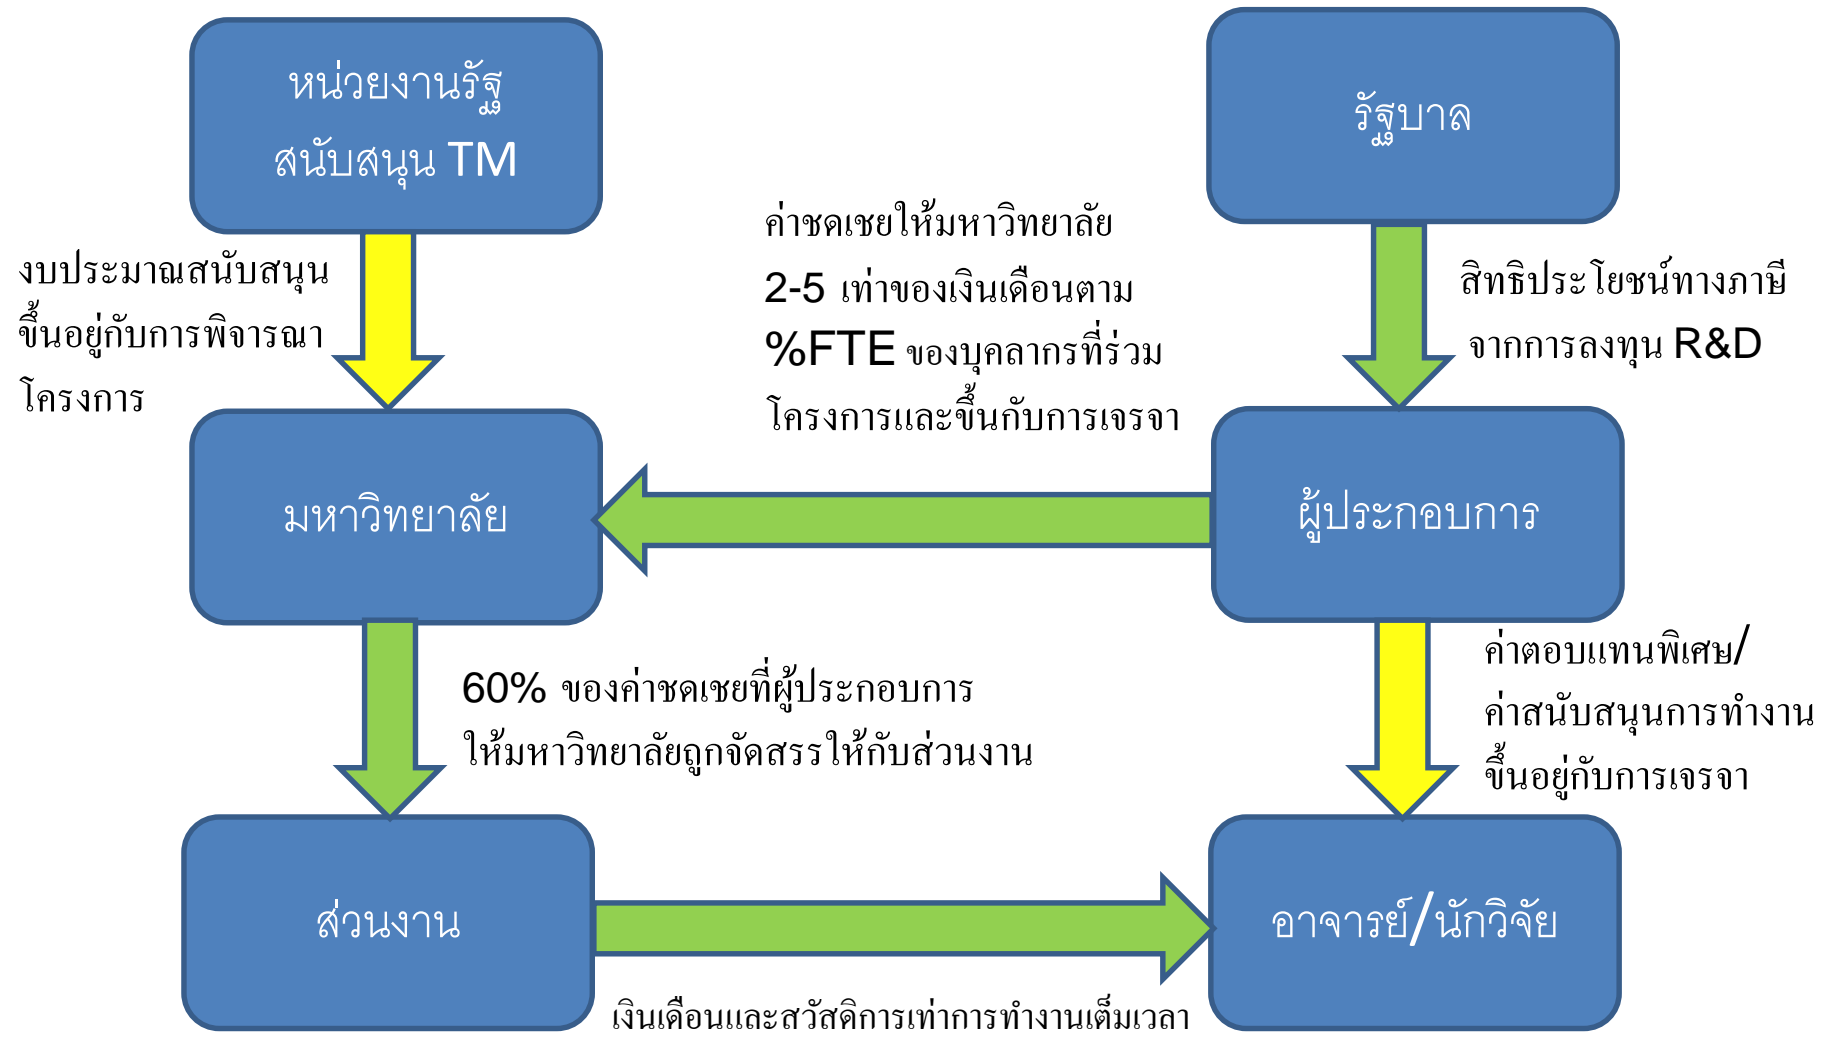 หน่วยงานรัฐ
สนับสนุน TM
รัฐบาล
งบประมาณสนับสนุน
ขึ้นอยู่กับการพิจารณา
โครงการ
ค่าชดเชยให้มหาวิทยาลัย
2-5 เท่าของเงินเดือนตาม
%FTE ของบุคลากรที่ร่วม
โครงการและขึ้นกับการเจรจา
สิทธิประโยชน์ทางภาษี
จากการลงทุน R&D
มหาวิทยาลัย
ผู้ประกอบการ
60% ของค่าชดเชยที่ผู้ประกอบการ
ให้มหาวิทยาลัยถูกจัดสรรให้กับส่วนงาน
ค่าตอบแทนพิเศษ/
ค่าสนับสนุนการทำงาน
ขึ้นอยู่กับการเจรจา
ส่วนงาน
อาจารย์/นักวิจัย
เงินเดือนและสวัสดิการเท่าการทำงานเต็มเวลา